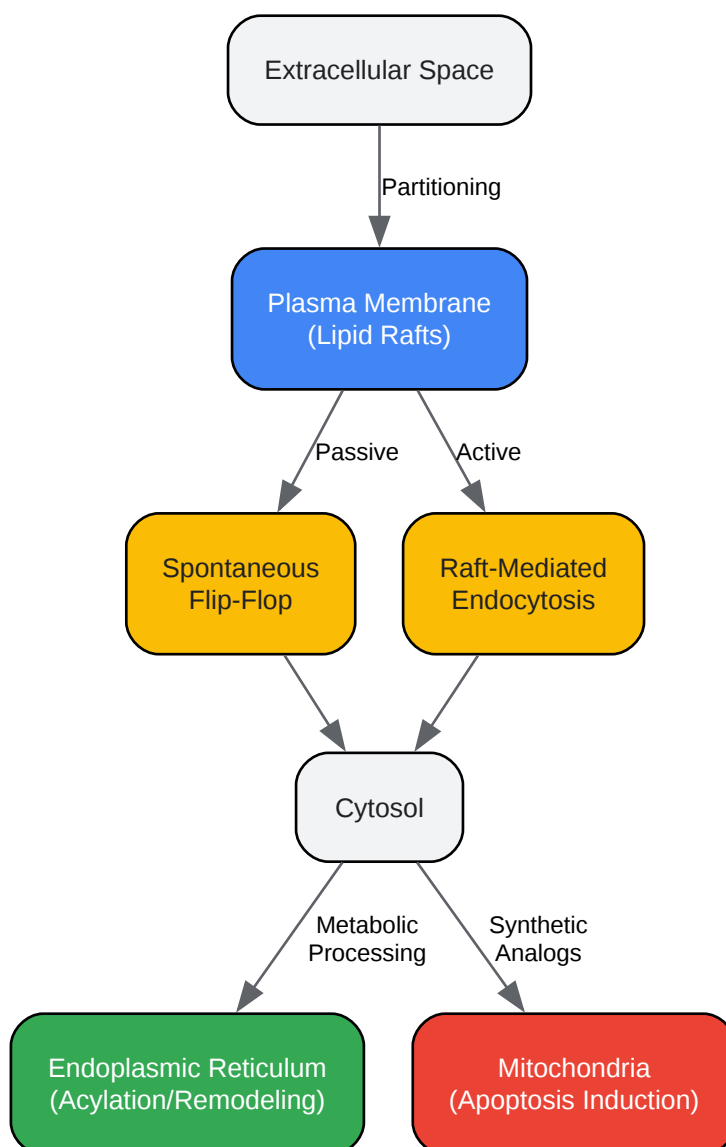 Extracellular Space
Partitioning
Plasma Membrane
(Lipid Rafts)
Passive
Active
Spontaneous
Flip-Flop
Raft-Mediated
Endocytosis
Cytosol
Metabolic
Processing
Synthetic
Analogs
Endoplasmic Reticulum
(Acylation/Remodeling)
Mitochondria
(Apoptosis Induction)